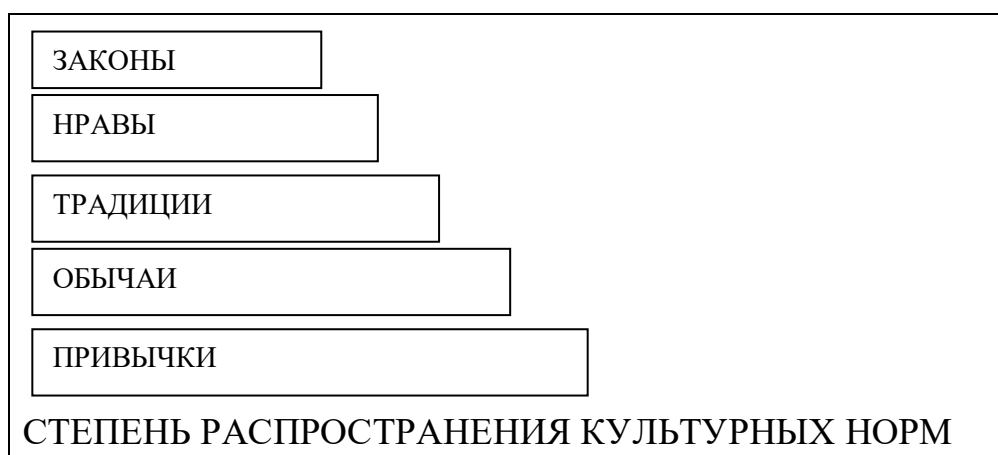 ЗАКОНЫ
НРАВЫ
ТРАДИЦИИ
ОБЫЧАИ
ПРИВЫЧКИ
СТЕПЕНЬ РАСПРОСТРАНЕНИЯ КУЛЬТУРНЫХ НОРМ